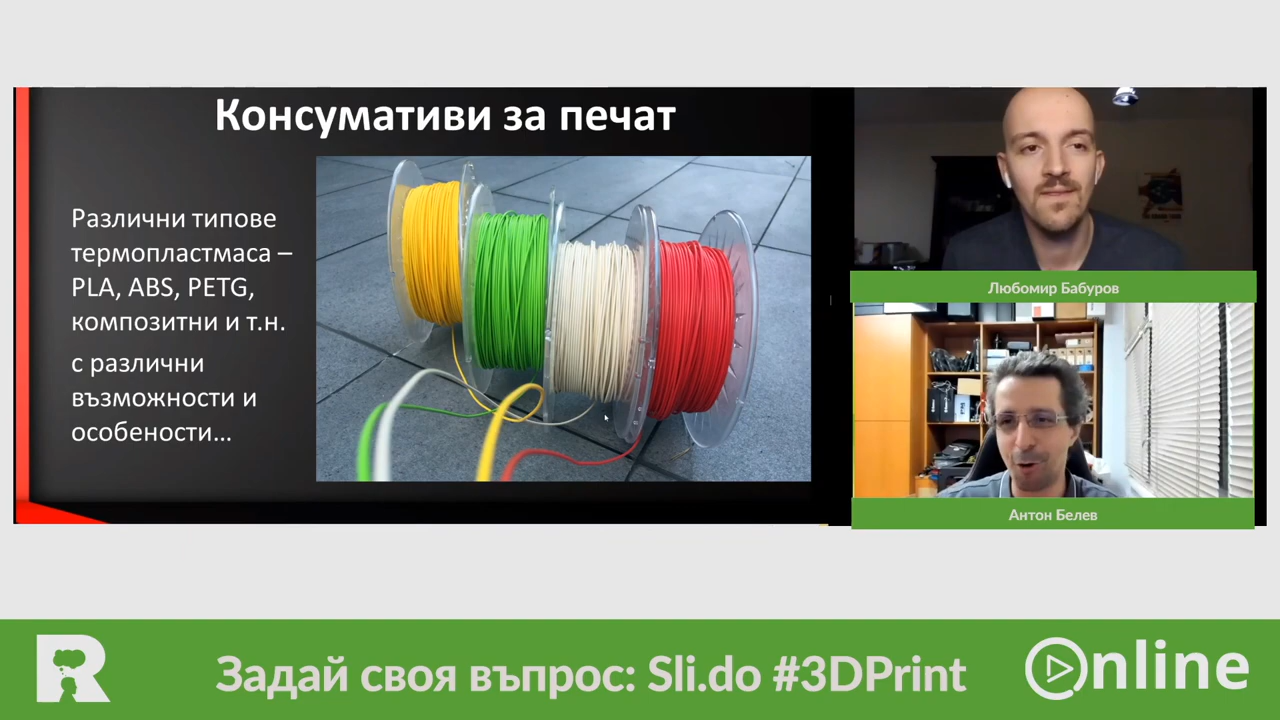 Консумативи за печат
Различни типове
термопластмаса –
PLA, ABS, PETG,
композитни и т.н.
с различни
възможности и
особености...
Любомир Бабуров
Антон Белев
Задай своя въпрос: Sli.do #3DPrint
R
Online